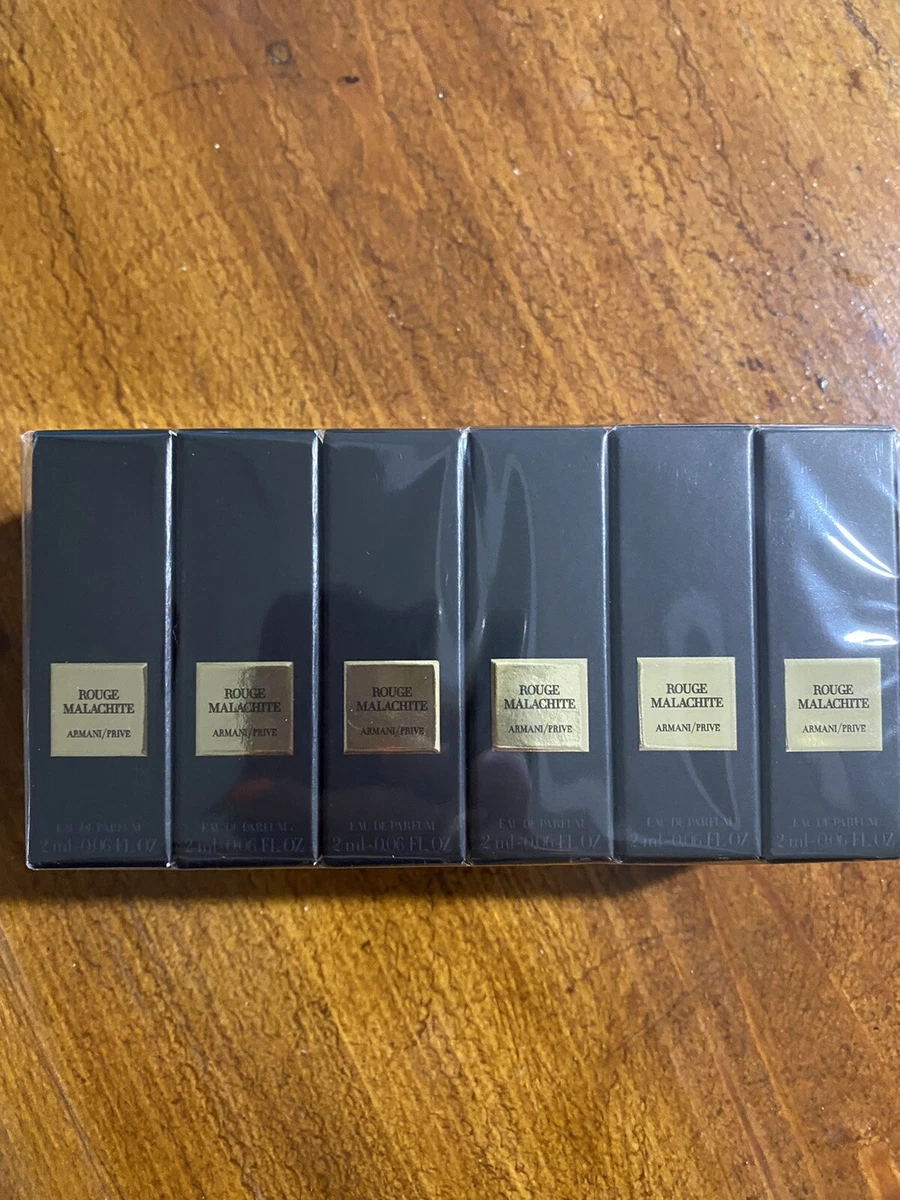 ROUGE
MALACHITE
ARMANI/PRIVE
EAU DE PARFUM
2 ml - 0.06 FL. OZ
ROUGE
MALACHITE
ARMANI/PRIVE
EAU DE PARFUM
2 ml - 0.06 FL. OZ
ROUGE
MALACHITE
ARMANI/PRIVE
EAU DE PARFUM
2 ml - 0.06 FL. OZ
ROUGE
MALACHITE
ARMANI/PRIVE
EAU DE PARFUM
2 ml - 0.06 FL. OZ
ROUGE
MALACHITE
ARMANI/PRIVE
EAU DE PARFUM
2 ml - 0.06 FL. OZ
ROUGE
MALACHITE
ARMANI/PRIVE
EAU DE PARFUM
2 ml - 0.06 FL. OZ